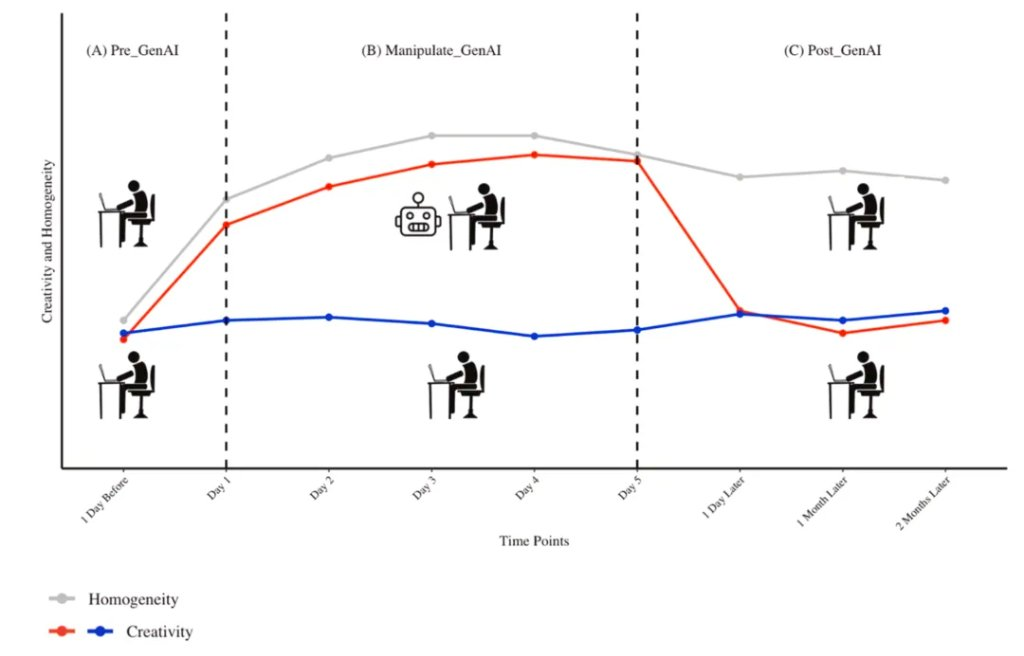 (A) Pre_GenAI
(B) Manipulate_GenAI
(C) Post_GenAI
Creativity and Homogeneity
1 Day Before
Day 1
Day 2
Day 3
Day 4
Day 5
1 Day Later
1 Month Later
2 Months Later
Time Points
Homogeneity
Creativity